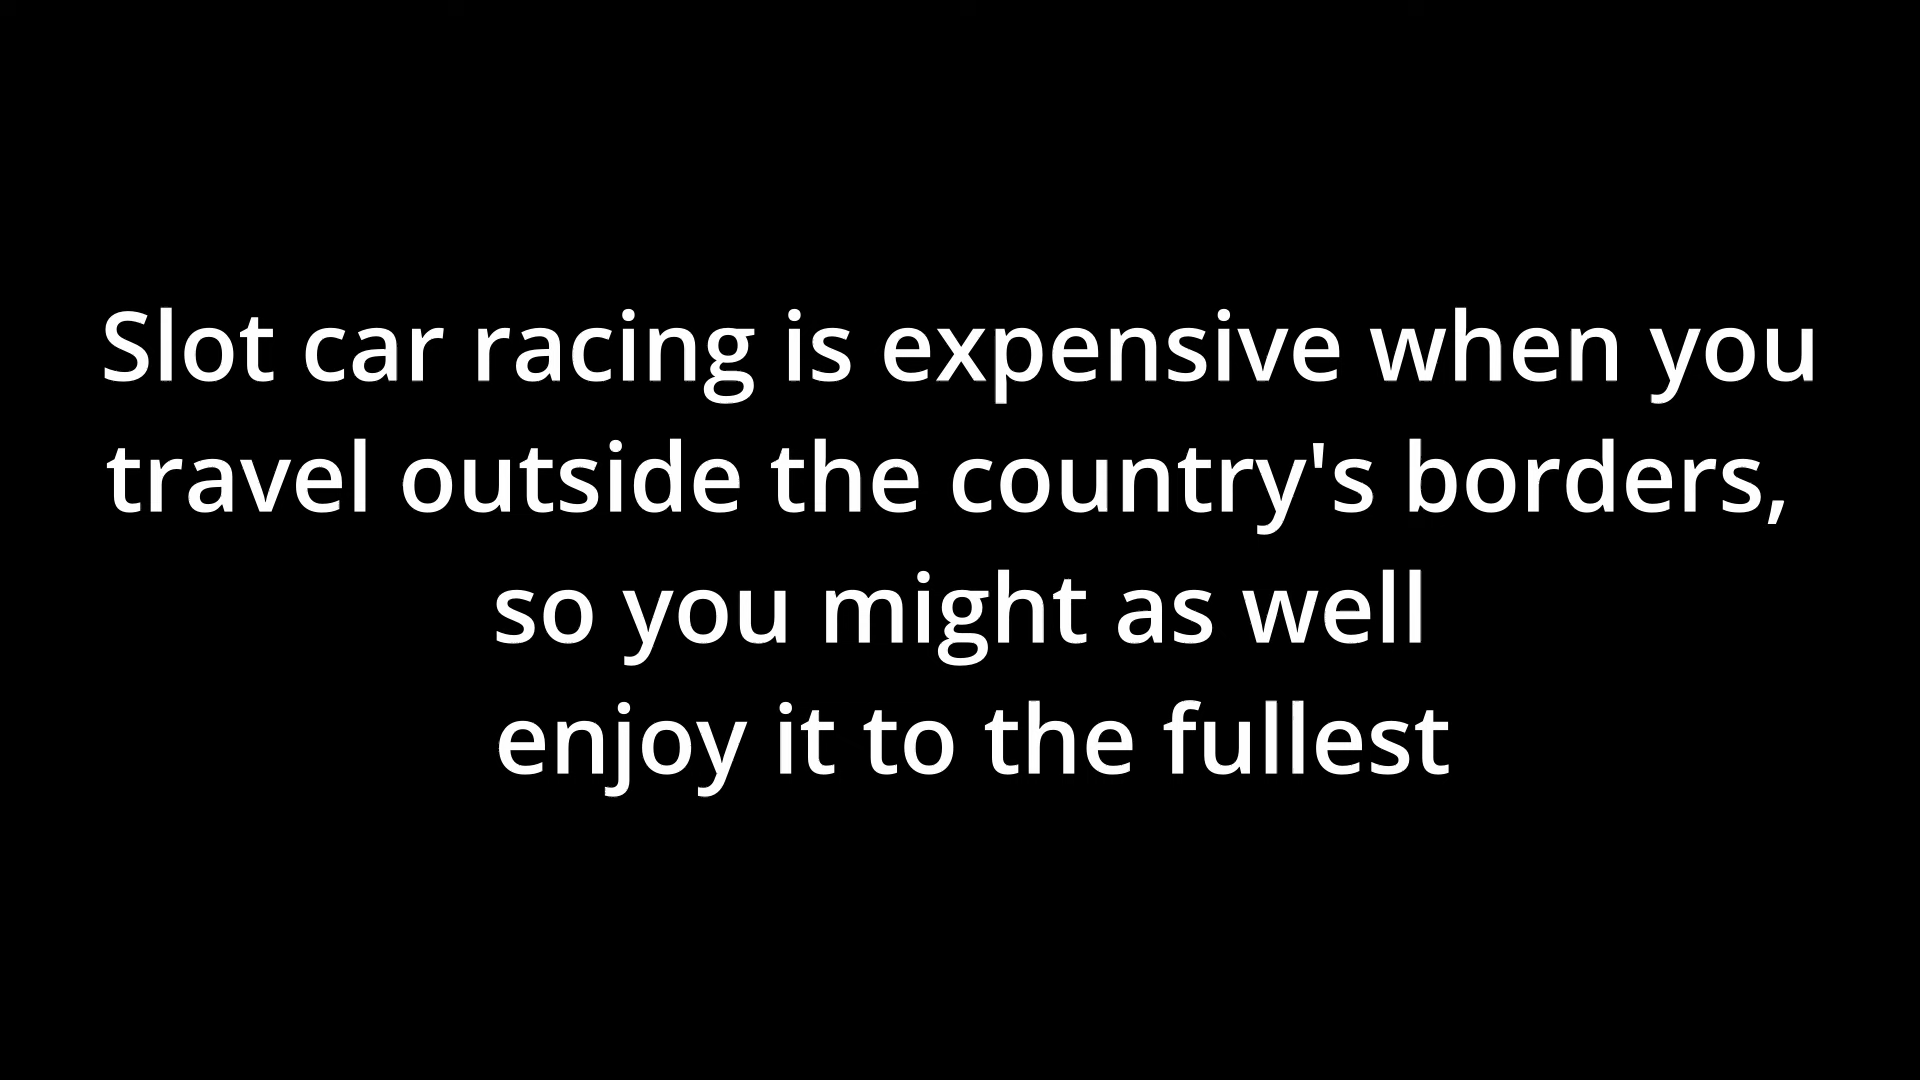 Slot car racing is expensive when you
travel outside the country's borders,
so you might as well
enjoy it to the fullest